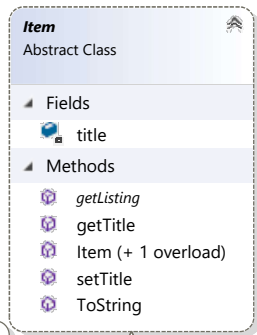 Item
Abstract Class
Fields
title
Methods
getListing
getTitle
Item (+ 1 overload)
setTitle
ToString